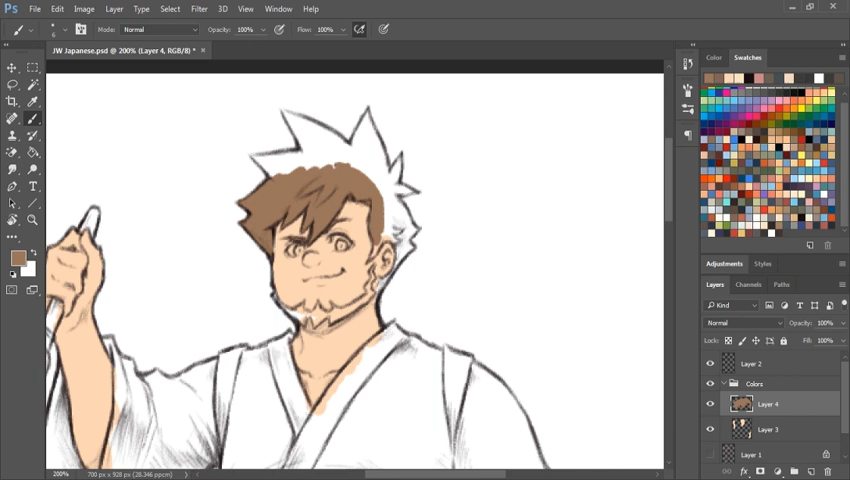 Ps File Edit Image Layer Type Select Filter 3D View Window Help
6 Mode: Normal Opacity: 100% Flow: 100%
JW Japanese.psd @ 200% (Layer 4, RGB/8) * ×
Color Swatches
Adjustments Styles
Layers Channels Paths
Kind
Normal Opacity: 100%
Lock: Fill: 100%
Layer 2
Colors
Layer 4
Layer 3
Layer 1
200% 700 px x 928 px (28.346 ppcm)